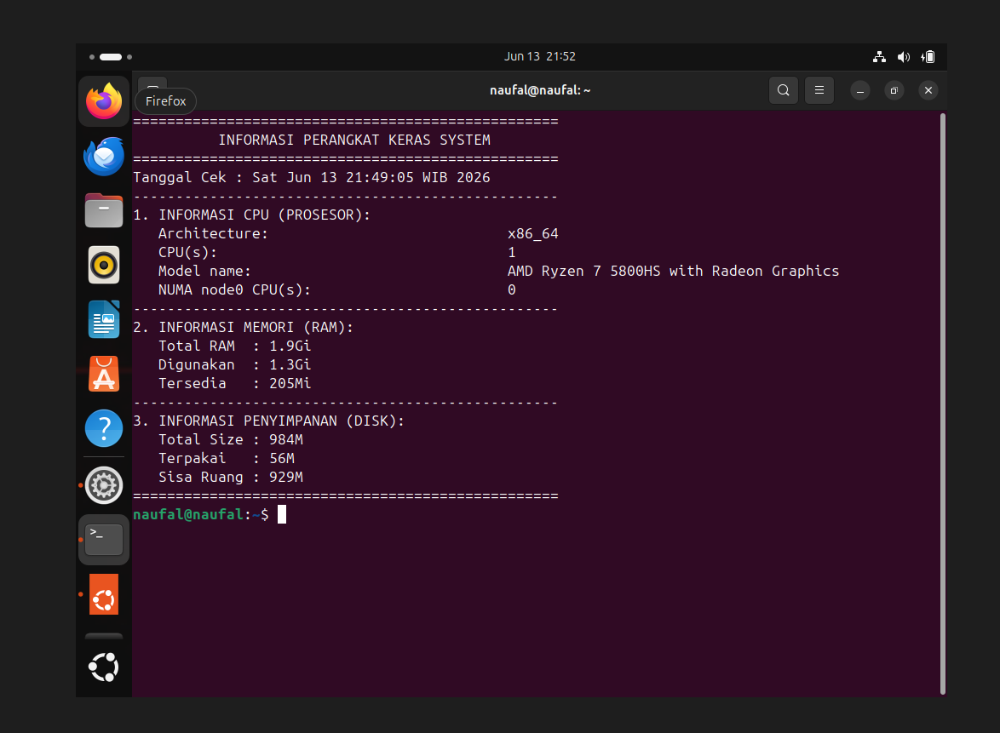 Jun 13 21:52
naufal@naufal: ~
Firefox
==================================================
INFORMASI PERANGKAT KERAS SYSTEM
==================================================
Tanggal Cek : Sat Jun 13 21:49:05 WIB 2026
--------------------------------------------------
1. INFORMASI CPU (PROSESOR):
Architecture: x86_64
CPU(s): 1
Model name: AMD Ryzen 7 5800HS with Radeon Graphics
NUMA node0 CPU(s): 0
--------------------------------------------------
2. INFORMASI MEMORI (RAM):
Total RAM : 1.9Gi
Digunakan : 1.3Gi
Tersedia : 205Mi
--------------------------------------------------
3. INFORMASI PENYIMPANAN (DISK):
Total Size : 984M
Terpakai : 56M
Sisa Ruang : 929M
==================================================
naufal@naufal:~$